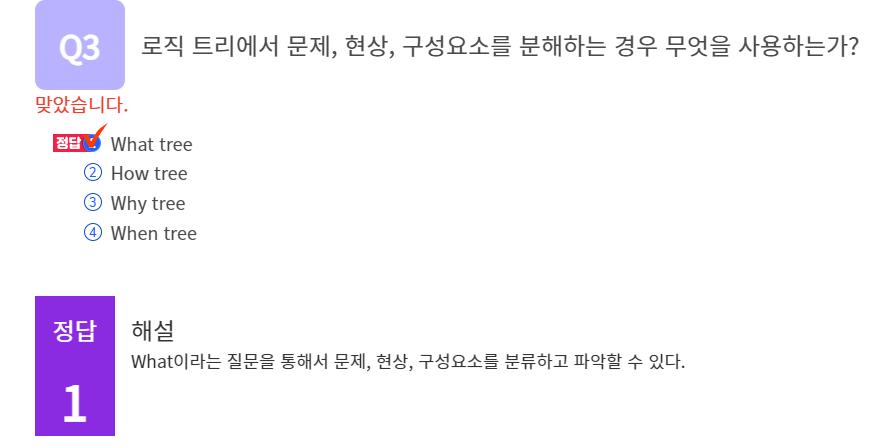 Q3
로직 트리에서 문제, 현상, 구성요소를 분해하는 경우 무엇을 사용하는가?
맞았습니다.
정답 What tree
② How tree
③ Why tree
④ When tree
정답
해설
What이라는 질문을 통해서 문제, 현상, 구성요소를 분류하고 파악할 수 있다.
1